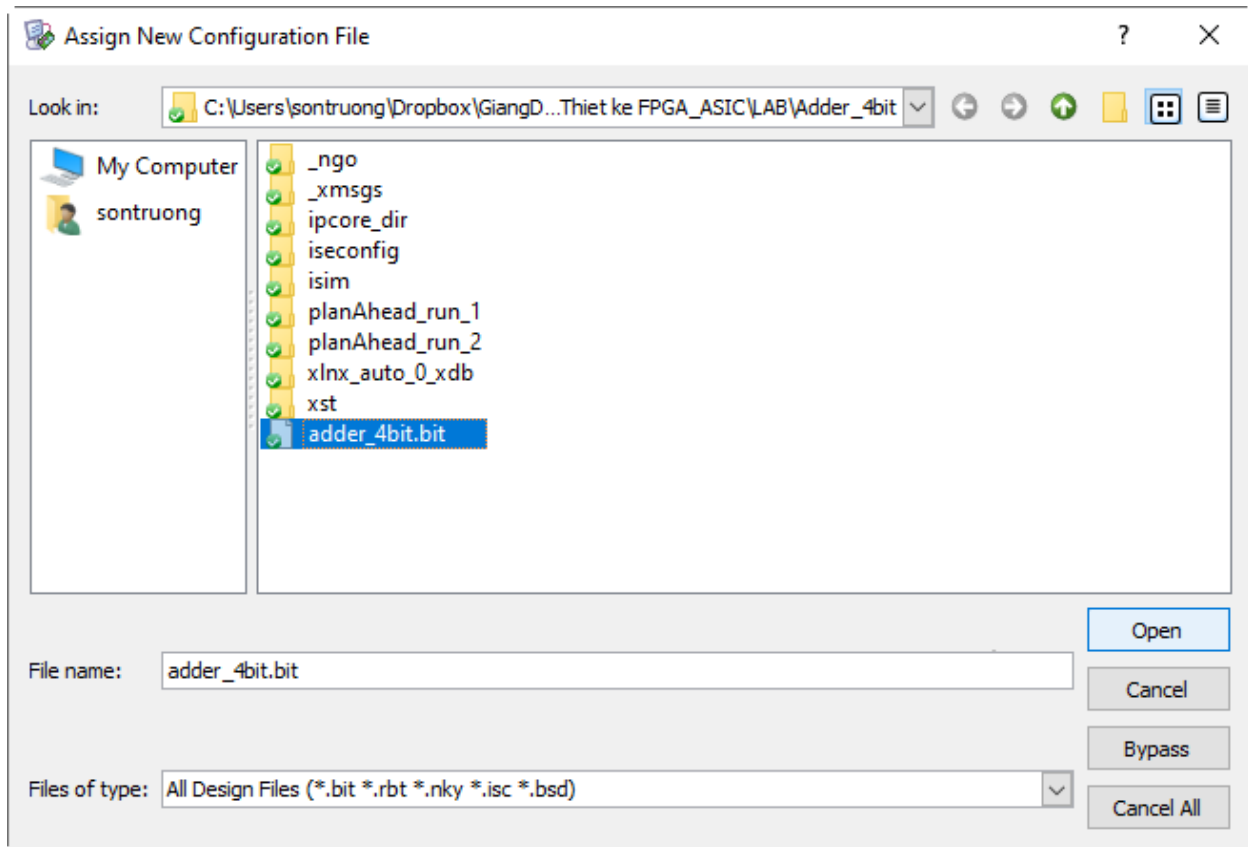 Assign New Configuration File
?
Look in:
C:\Users\sontruong\Dropbox\GiangD...Thiet ke FPGA_ASIC\LAB\Adder_4bit
My Computer
sontruong
_ngo
_xmsgs
ipcore_dir
iseconfig
isim
planAhead_run_1
planAhead_run_2
xlnx_auto_0_xdb
xst
adder_4bit.bit
Open
File name:
adder_4bit.bit
Cancel
Bypass
Files of type:
All Design Files (*.bit *.rbt *.nky *.isc *.bsd)
Cancel All